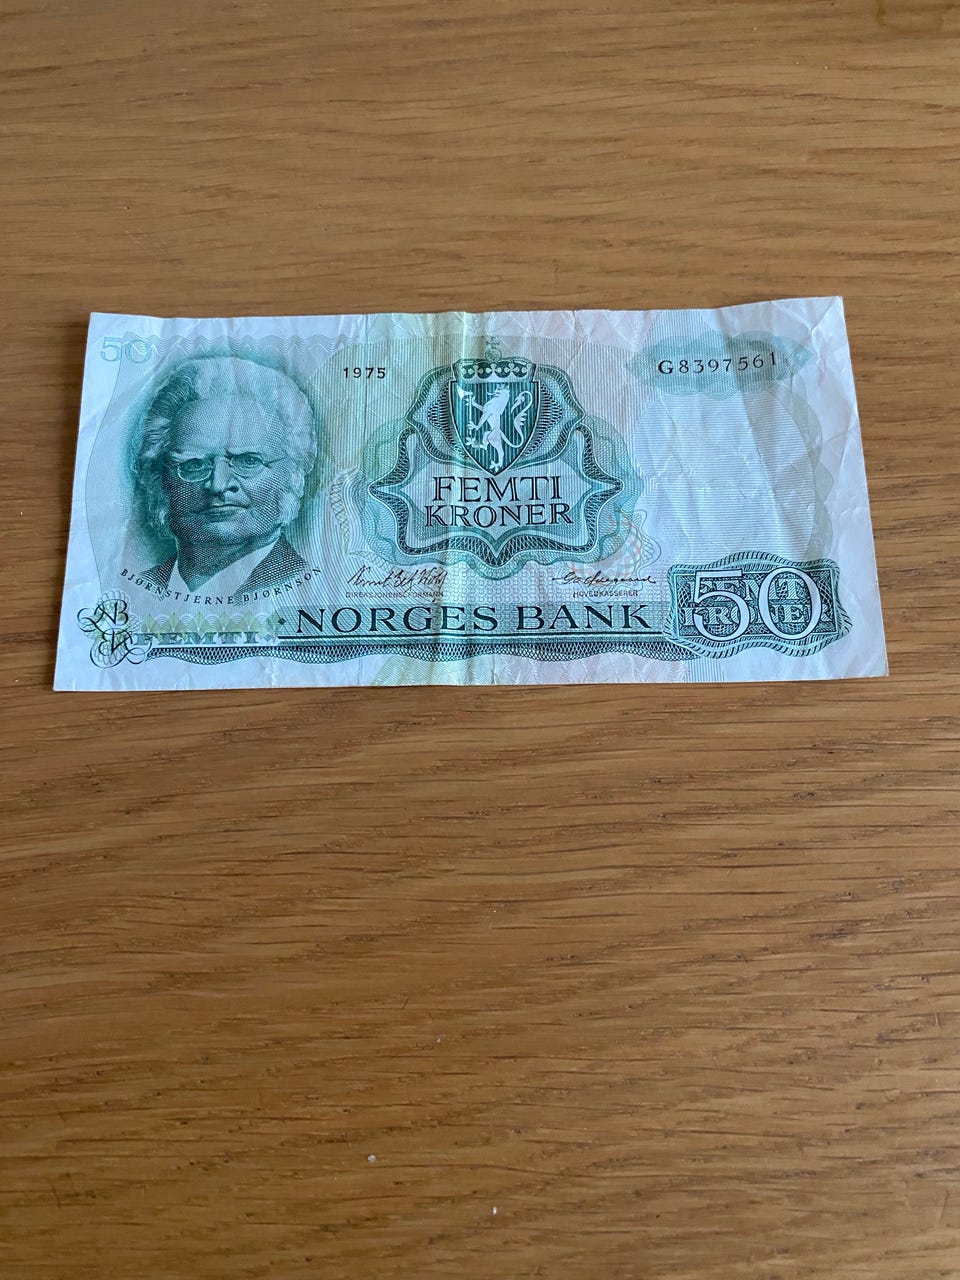 50
1975
G8397561
FEMTI
KRONER
BJØRNSTJERNE BJØRNSON
DIREKSJONENS FORMANN
HOVEDKASSERER
FEMTI
NORGES BANK
50